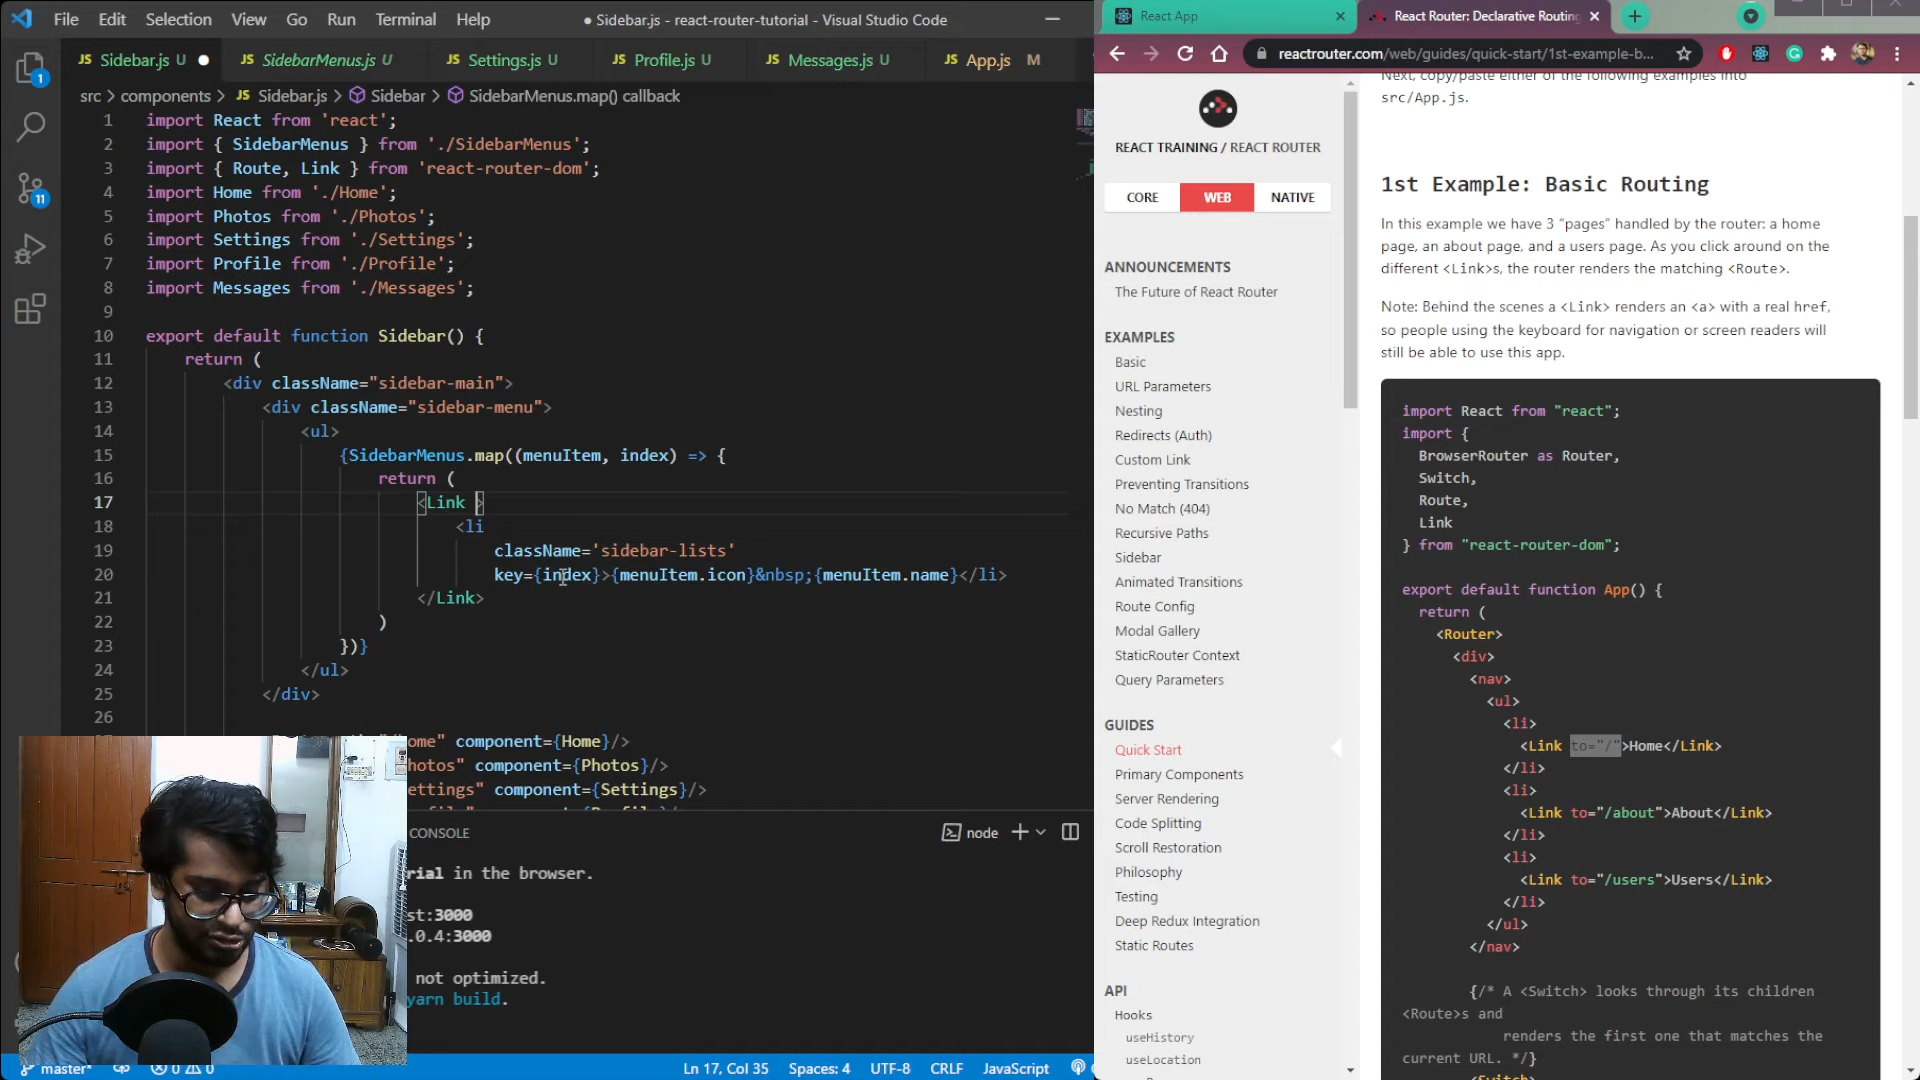 File Edit Selection View Go Run Terminal Help ● Sidebar.js - react-router-tutorial - Visual Studio Code
JS Sidebar.js U ●
JS SidebarMenus.js U
JS Settings.js U
JS Profile.js U
JS Messages.js U
JS App.js M
src > components > JS Sidebar.js > Sidebar > SidebarMenus.map() callback
1 import React from 'react';
2 import { SidebarMenus } from './SidebarMenus';
3 import { Route, Link } from 'react-router-dom';
4 import Home from './Home';
5 import Photos from './Photos';
6 import Settings from './Settings';
7 import Profile from './Profile';
8 import Messages from './Messages';
9
10 export default function Sidebar() {
11 return (
12 <div className="sidebar-main">
13 <div className="sidebar-menu">
14 <ul>
15 {SidebarMenus.map((menuItem, index) => {
16 return (
17 <Link >
18 <li
19 className='sidebar-lists'
20 key={index}>{menuItem.icon}&nbsp;{menuItem.name}</li>
21 </Link>
22 )
23 })}
24 </ul>
25 </div>
26
ome" component={Home}/>
hotos" component={Photos}/>
ettings" component={Settings}/>
1
11
CONSOLE
node
rial in the browser.
st:3000
.0.4:3000
not optimized.
yarn build.
master* 0 0
Ln 17, Col 35 Spaces: 4 UTF-8 CRLF JavaScript
React App
React Router: Declarative Routing
reactrouter.com/web/guides/quick-start/1st-example-b...
REACT TRAINING / REACT ROUTER
CORE WEB NATIVE
ANNOUNCEMENTS
The Future of React Router
EXAMPLES
Basic
URL Parameters
Nesting
Redirects (Auth)
Custom Link
Preventing Transitions
No Match (404)
Recursive Paths
Sidebar
Animated Transitions
Route Config
Modal Gallery
StaticRouter Context
Query Parameters
GUIDES
Quick Start
Primary Components
Server Rendering
Code Splitting
Scroll Restoration
Philosophy
Testing
Deep Redux Integration
Static Routes
API
Hooks
useHistory
useLocation
Next, copy/paste either of the following examples into
src/App.js.
1st Example: Basic Routing
In this example we have 3 “pages” handled by the router: a home
page, an about page, and a users page. As you click around on the
different <Link>s, the router renders the matching <Route>.
Note: Behind the scenes a <Link> renders an <a> with a real href,
so people using the keyboard for navigation or screen readers will
still be able to use this app.
import React from "react";
import {
BrowserRouter as Router,
Switch,
Route,
Link
} from "react-router-dom";
export default function App() {
return (
<Router>
<div>
<nav>
<ul>
<li>
<Link to="/">Home</Link>
</li>
<li>
<Link to="/about">About</Link>
</li>
<li>
<Link to="/users">Users</Link>
</li>
</ul>
</nav>
{/* A <Switch> looks through its children
<Route>s and
renders the first one that matches the
current URL. */}
<Switch>